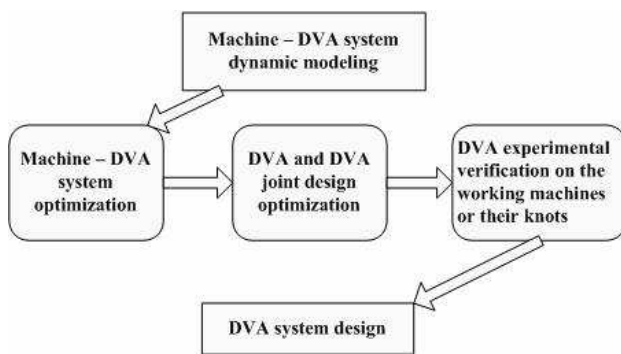 Machine – DVA system
dynamic modeling
Machine – DVA
system
optimization
DVA and DVA
joint design
optimization
DVA experimental
verification on the
working machines
or their knots
DVA system design